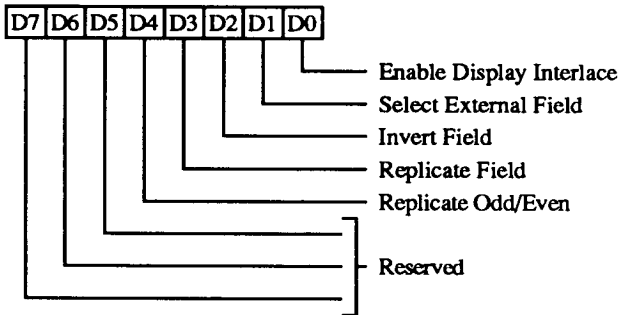 D7 D6 D5 D4 D3 D2 D1 D0
Enable Display Interlace
Select External Field
Invert Field
Replicate Field
Replicate Odd/Even
Reserved